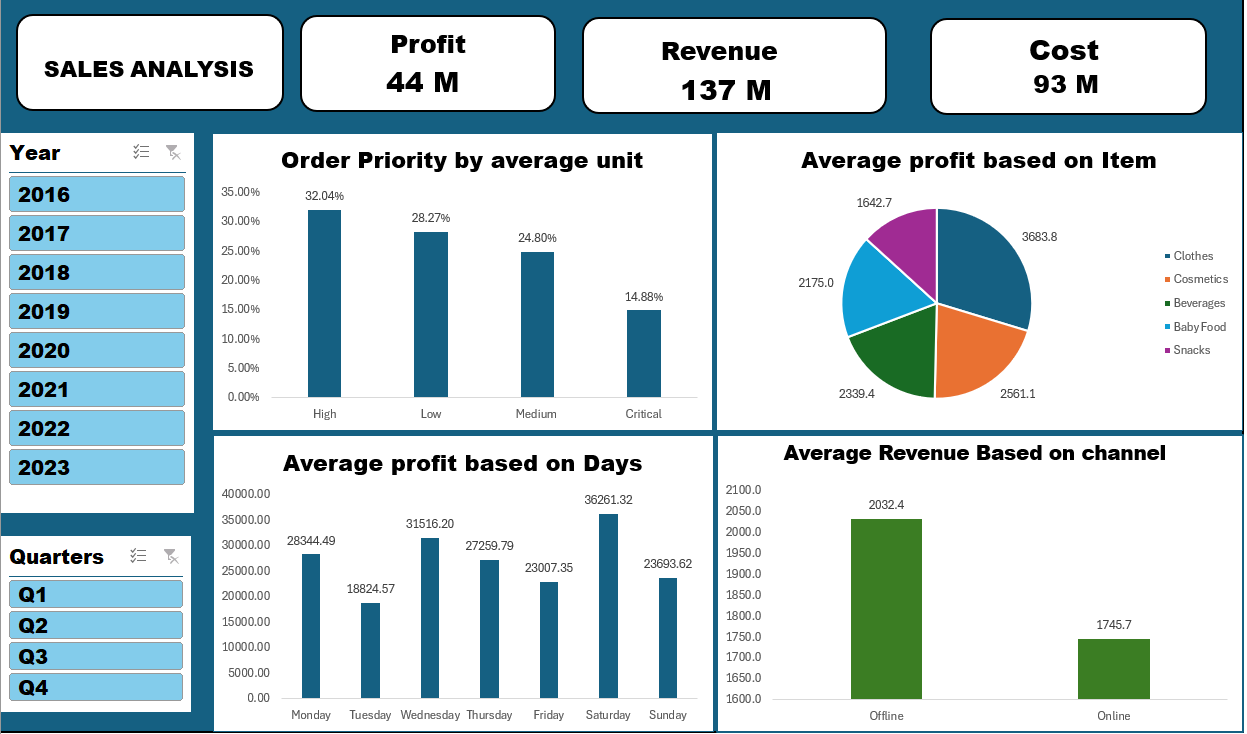 SALES ANALYSIS
Profit
44 M
Revenue
137 M
Cost
93 M
Year
2016
2017
2018
2019
2020
2021
2022
2023
Quarters
Q1
Q2
Q3
Q4
Order Priority by average unit
35.00%
30.00%
25.00%
20.00%
15.00%
10.00%
5.00%
0.00%
32.04%
28.27%
24.80%
14.88%
High Low Medium Critical
Average profit based on Item
1642.7
3683.8
2175.0
2339.4
2561.1
Clothes
Cosmetics
Beverages
Baby Food
Snacks
Average profit based on Days
40000.00
35000.00
30000.00
25000.00
20000.00
15000.00
10000.00
5000.00
0.00
28344.49
18824.57
31516.20
27259.79
23007.35
36261.32
23693.62
Monday Tuesday Wednesday Thursday Friday Saturday Sunday
Average Revenue Based on channel
2100.0
2050.0
2000.0
1950.0
1900.0
1850.0
1800.0
1750.0
1700.0
1650.0
1600.0
2032.4
1745.7
Offline Online